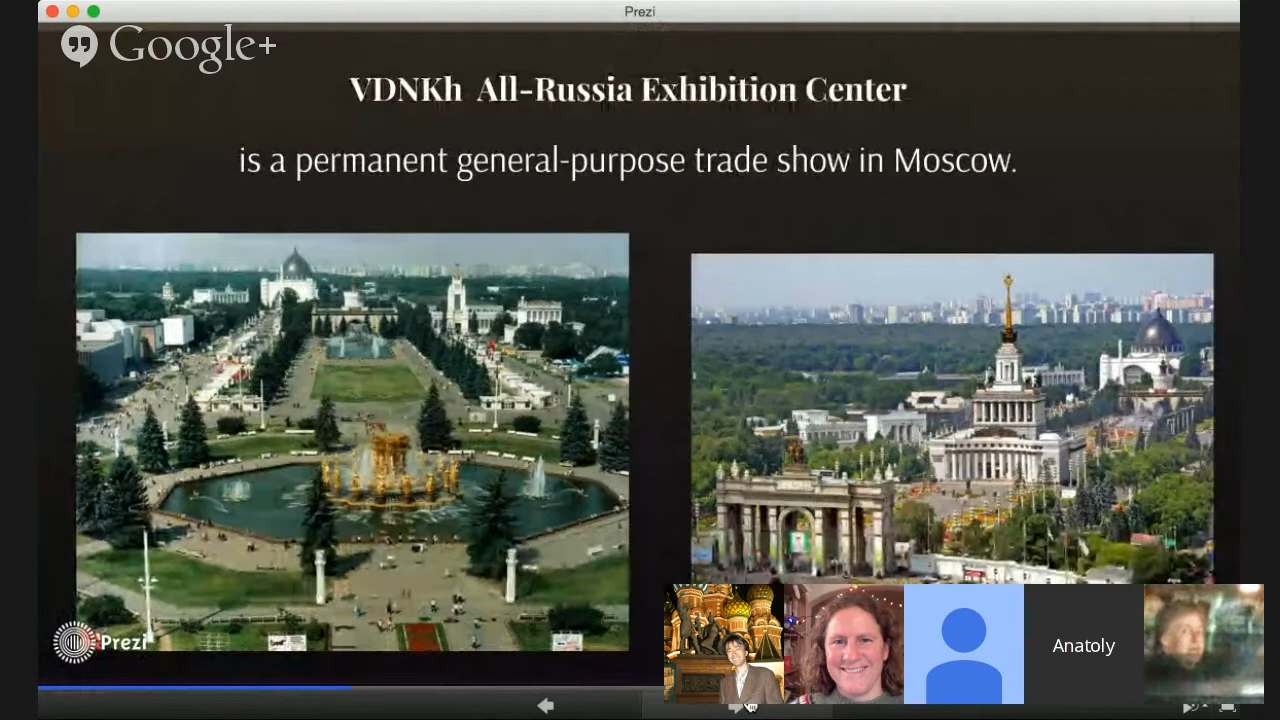 Prezi
Google+
VDNKh All-Russia Exhibition Center
is a permanent general-purpose trade show in Moscow.
Prezi
Anatoly